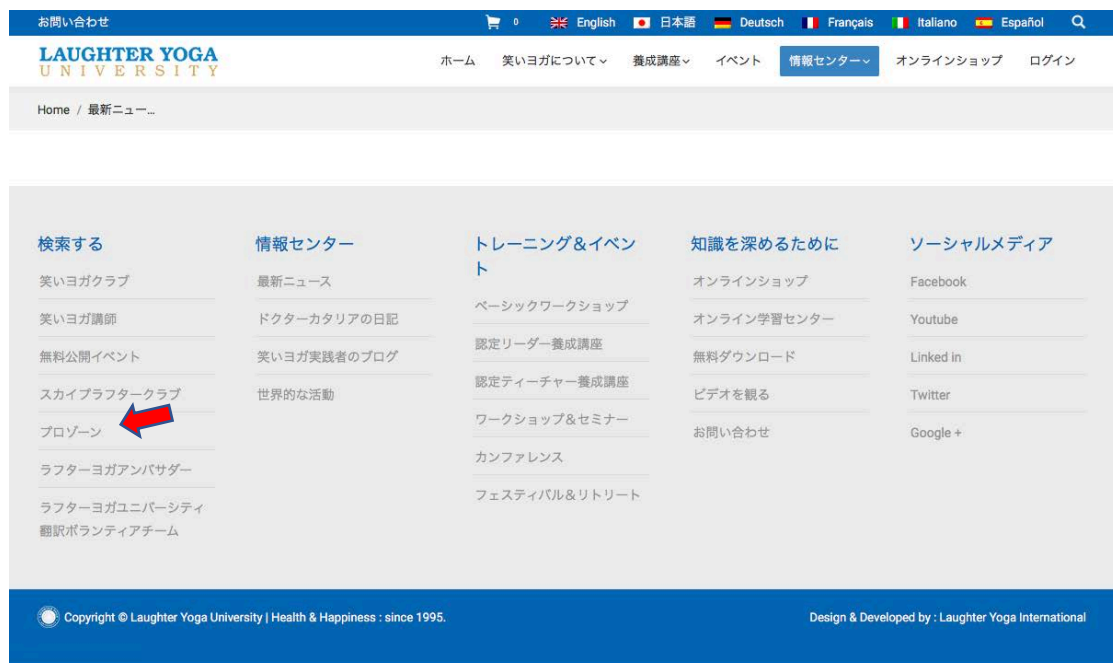 お問い合わせ
0 English 日本語 Deutsch Français Italiano Español
LAUGHTER YOGA
UNIVERSITY
ホーム 笑いヨガについて 養成講座 イベント 情報センター オンラインショップ ログイン
Home / 最新ニュー...
検索する
笑いヨガクラブ
笑いヨガ講師
無料公開イベント
スカイプラフタークラブ
プロゾーン
ラフターヨガアンバサダー
ラフターヨガユニバーシティ
翻訳ボランティアチーム
情報センター
最新ニュース
ドクターカタリアの日記
笑いヨガ実践者のブログ
世界的な活動
トレーニング＆イベン
ト
ベーシックワークショップ
認定リーダー養成講座
認定ティーチャー養成講座
ワークショップ&セミナー
カンファレンス
フェスティバル&リトリート
知識を深めるために
オンラインショップ
オンライン学習センター
無料ダウンロード
ビデオを観る
お問い合わせ
ソーシャルメディア
Facebook
Youtube
Linked in
Twitter
Google +
Copyright © Laughter Yoga University | Health & Happiness : since 1995.
Design & Developed by : Laughter Yoga International